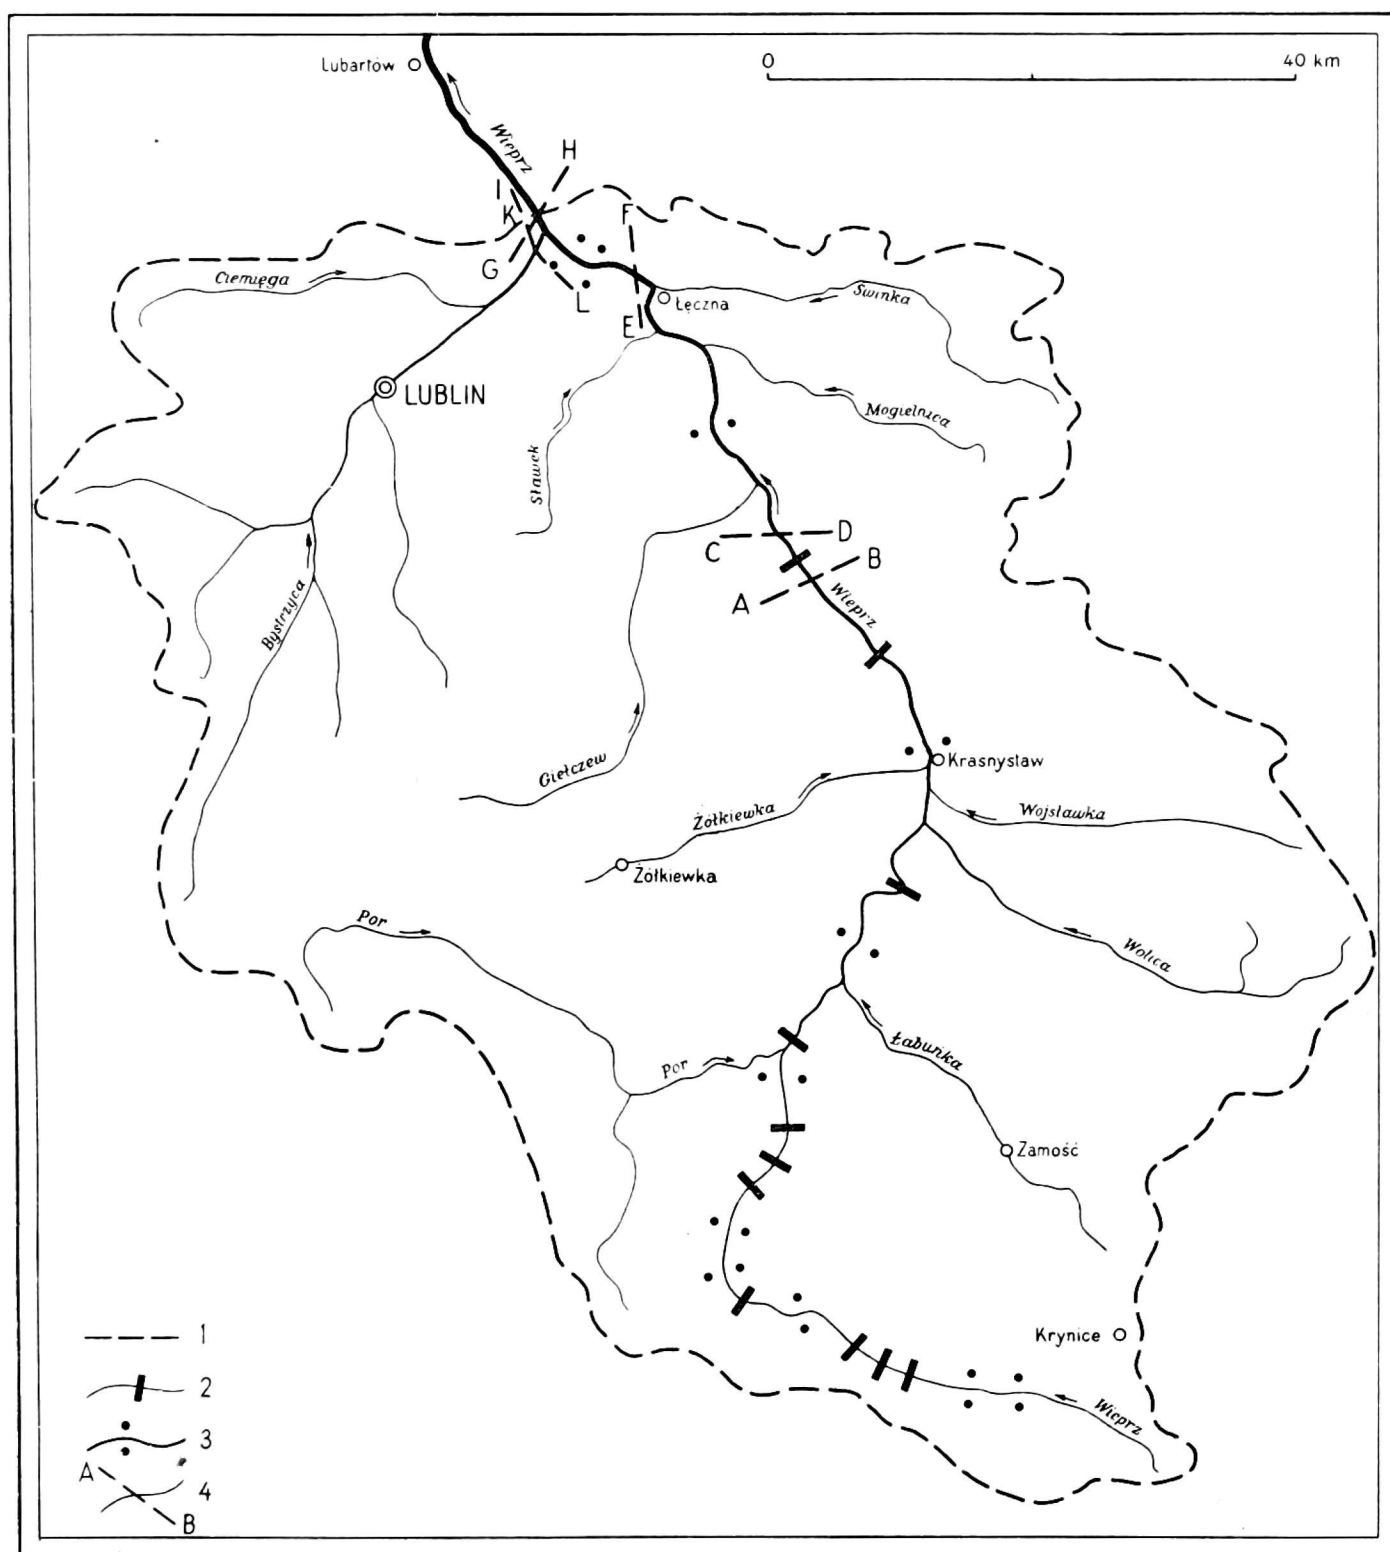 Lubartów
0 40 km
Wieprz
H
I
K
F
G
Ciemięga
L
Łęczna
Świnka
E
LUBLIN
Mogielnica
Sławek
C
D
B
A
Wieprz
Bystrzyca
Giełczew
Krasnystaw
Żółkiewka
Wojsławka
Żółkiewka
Por
Wolica
Łabuńka
Por
Zamość
Krynice
Wieprz
1
2
3
A
4
B